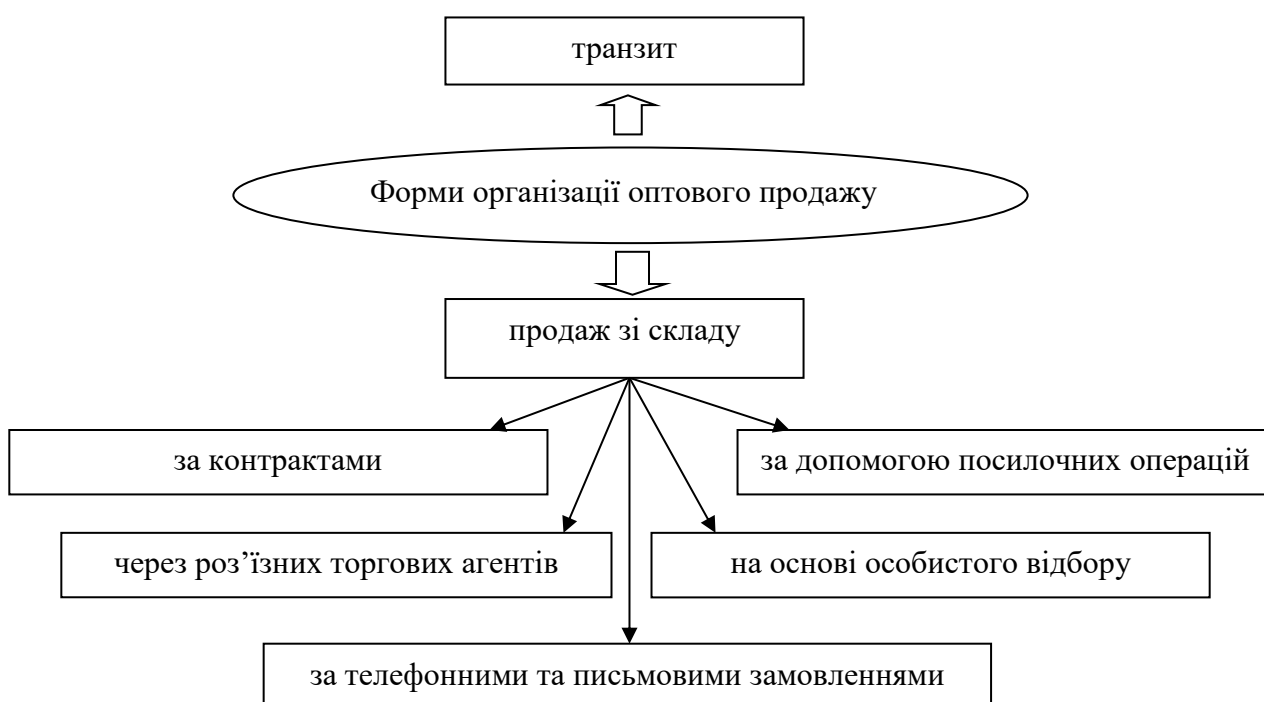 транзит
Форми організації оптового продажу
продаж зі складу
за контрактами
за допомогою посилочних операцій
через роз’їзних торгових агентів
на основі особистого відбору
за телефонними та письмовими замовленнями